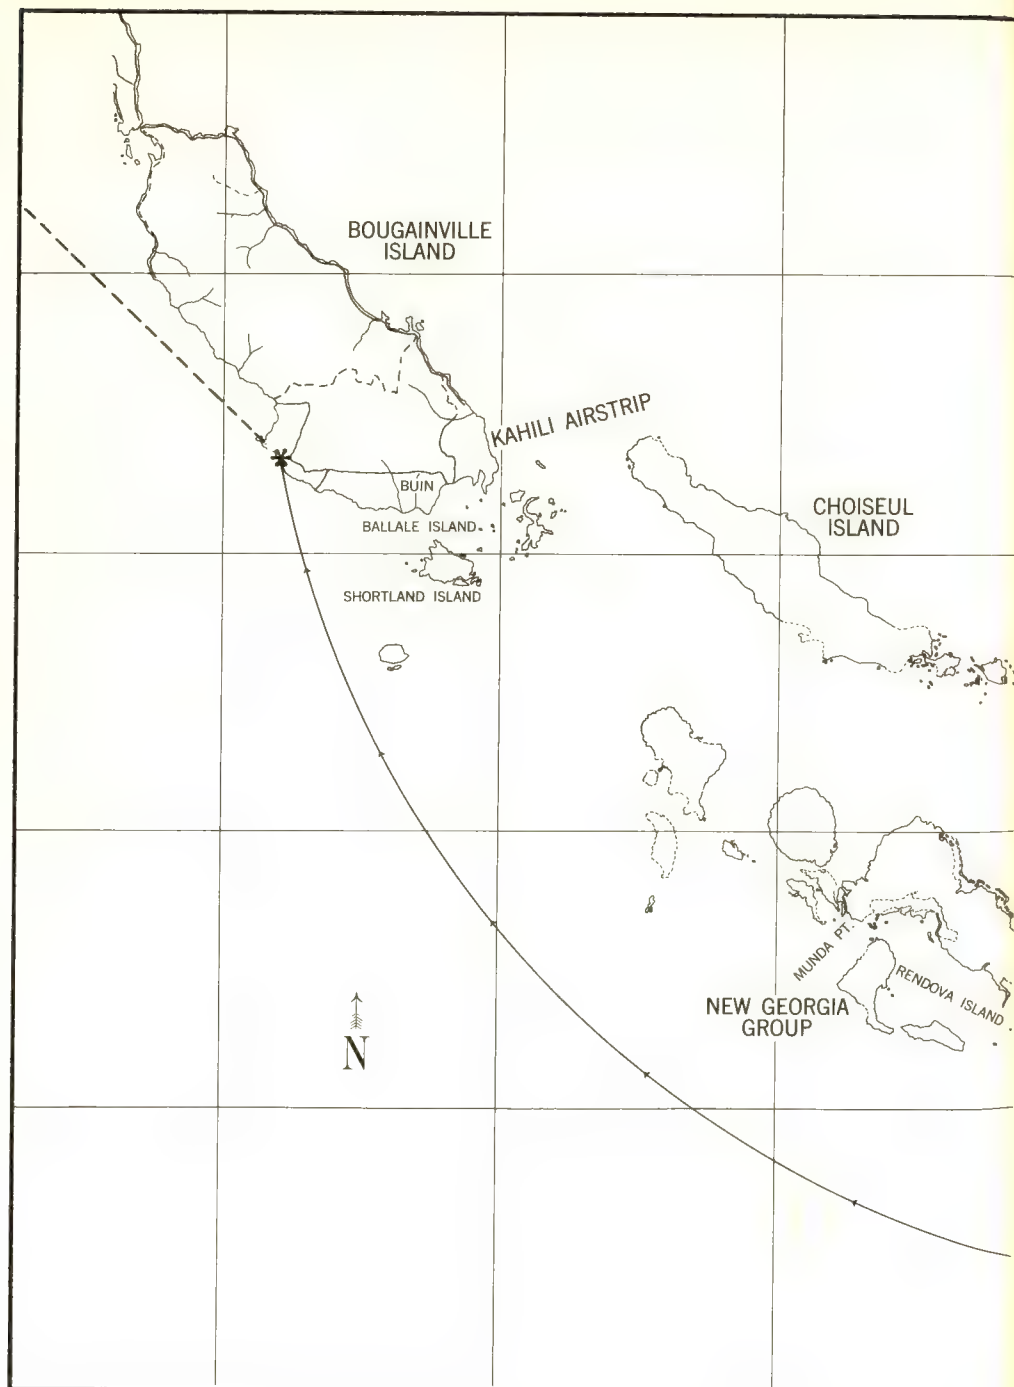 BOUGAINVILLE
ISLAND
KAHILI AIRSTRIP
BUIN
CHOISEUL
ISLAND
BALLALE ISLAND
SHORTLAND ISLAND
MUNDA PT.
RENDOVA ISLAND
NEW GEORGIA
GROUP
N